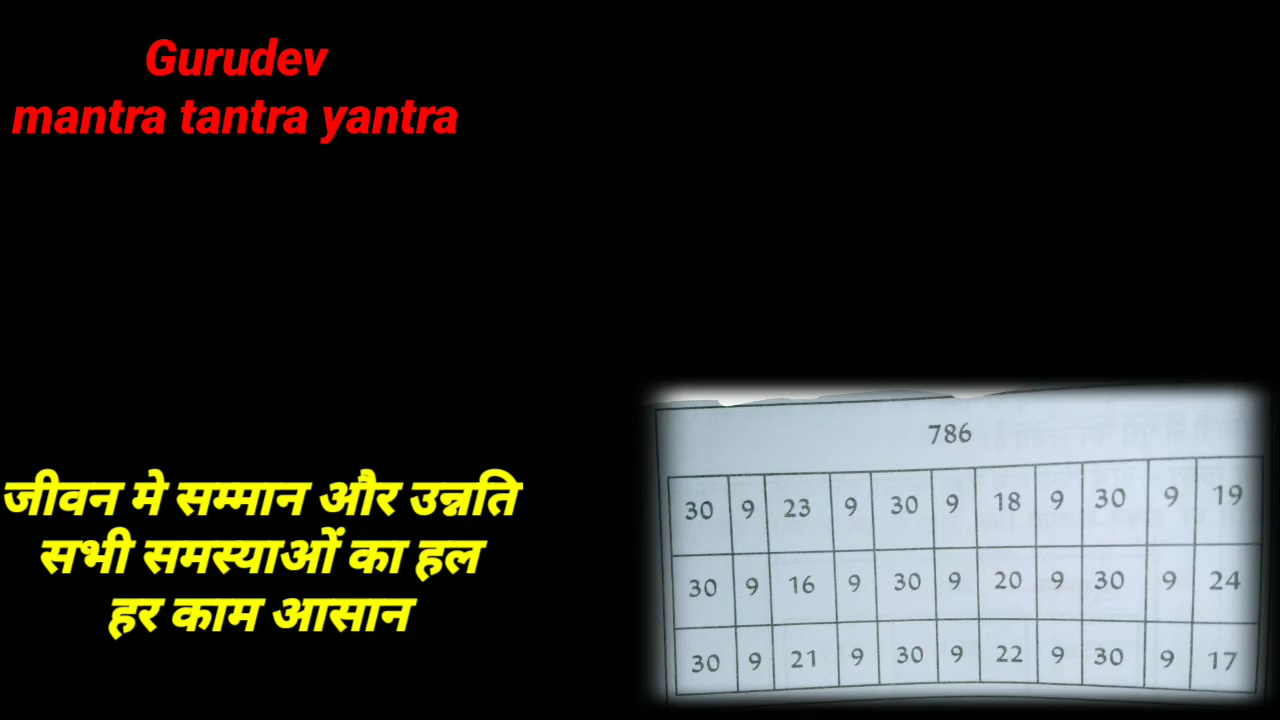 Gurudev
mantra tantra yantra
जीवन मे सम्मान और उन्नति
सभी समस्याओं का हल
हर काम आसान
786
30 9 23 9 30 9 18 9 30 9 19
30 9 16 9 30 9 20 9 30 9 24
30 9 21 9 30 9 22 9 30 9 17